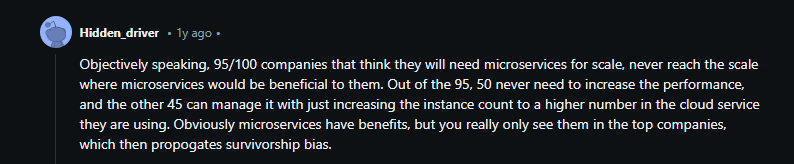 Hidden_driver • 1y ago •
Objectively speaking, 95/100 companies that think they will need microservices for scale, never reach the scale
where microservices would be beneficial to them. Out of the 95, 50 never need to increase the performance,
and the other 45 can manage it with just increasing the instance count to a higher number in the cloud service
they are using. Obviously microservices have benefits, but you really only see them in the top companies,
which then propogates survivorship bias.